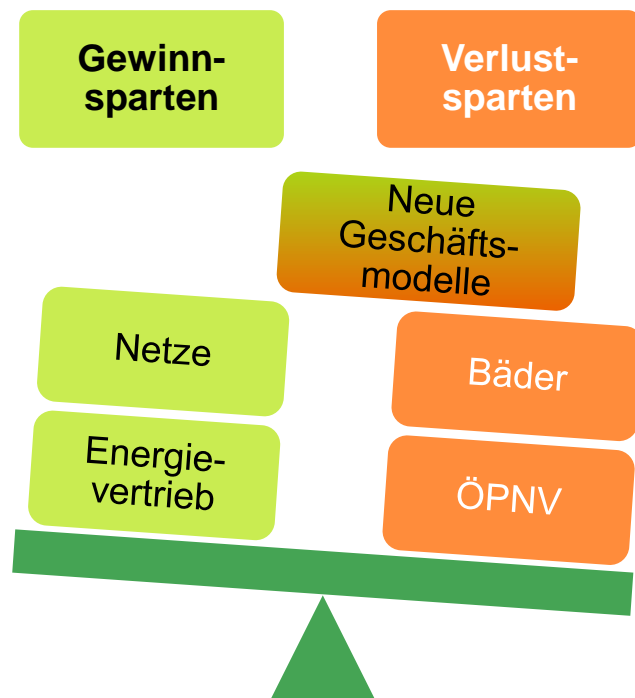 Gewinn-
sparten
Verlust-
sparten
Neue
Geschäfts-
modelle
Netze
Bäder
Energie-
vertrieb
ÖPNV